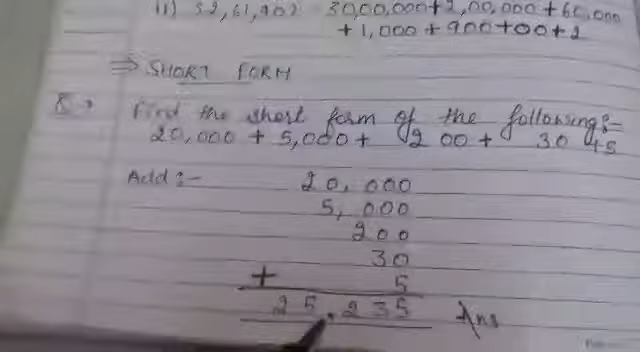 (ii) 32,61,902 30,00,000+2,00,000+60,000
+1,000+900+00+2
⇒ SHORT FORM
Find the short form of the following:-
20,000 + 5,000 + 200 + 30 +5
Add :-
20,000
5,000
200
30
+ 5
25,235 Ans